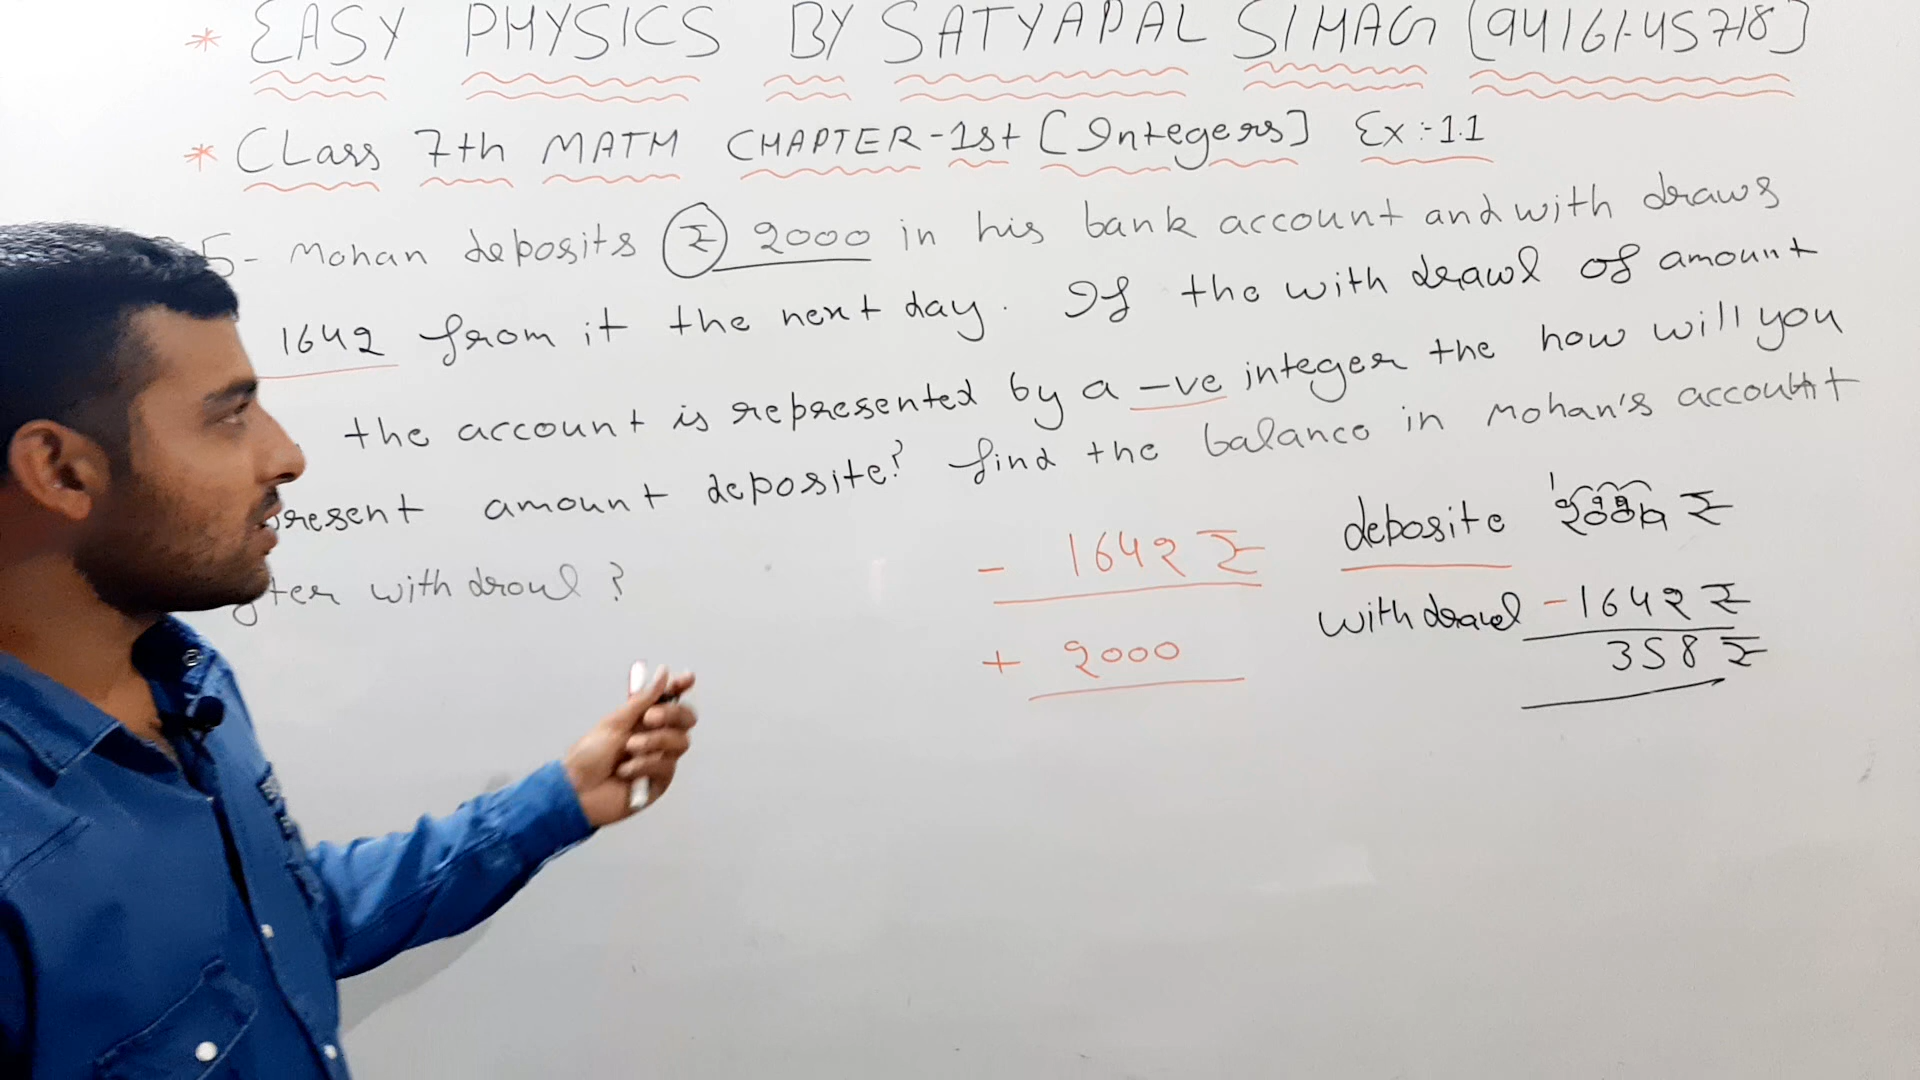 * EASY PHYSICS BY SATYAPAL SIMAG [94161-45718]
* CLass 7th MATM CHAPTER-1st [Integers] Ex:-1.1
5- Mohan deposits ₹ 2000 in his bank account and with draws
1642 from it the next day. If the with drawl of amount
the account is represented by a -ve integer the how will you
present amount deposite? find the balance in Mohan's account
after with drawl?
deposite 2000 ₹
- 1642 ₹
withdrawl -1642 ₹
+ 2000
358 ₹